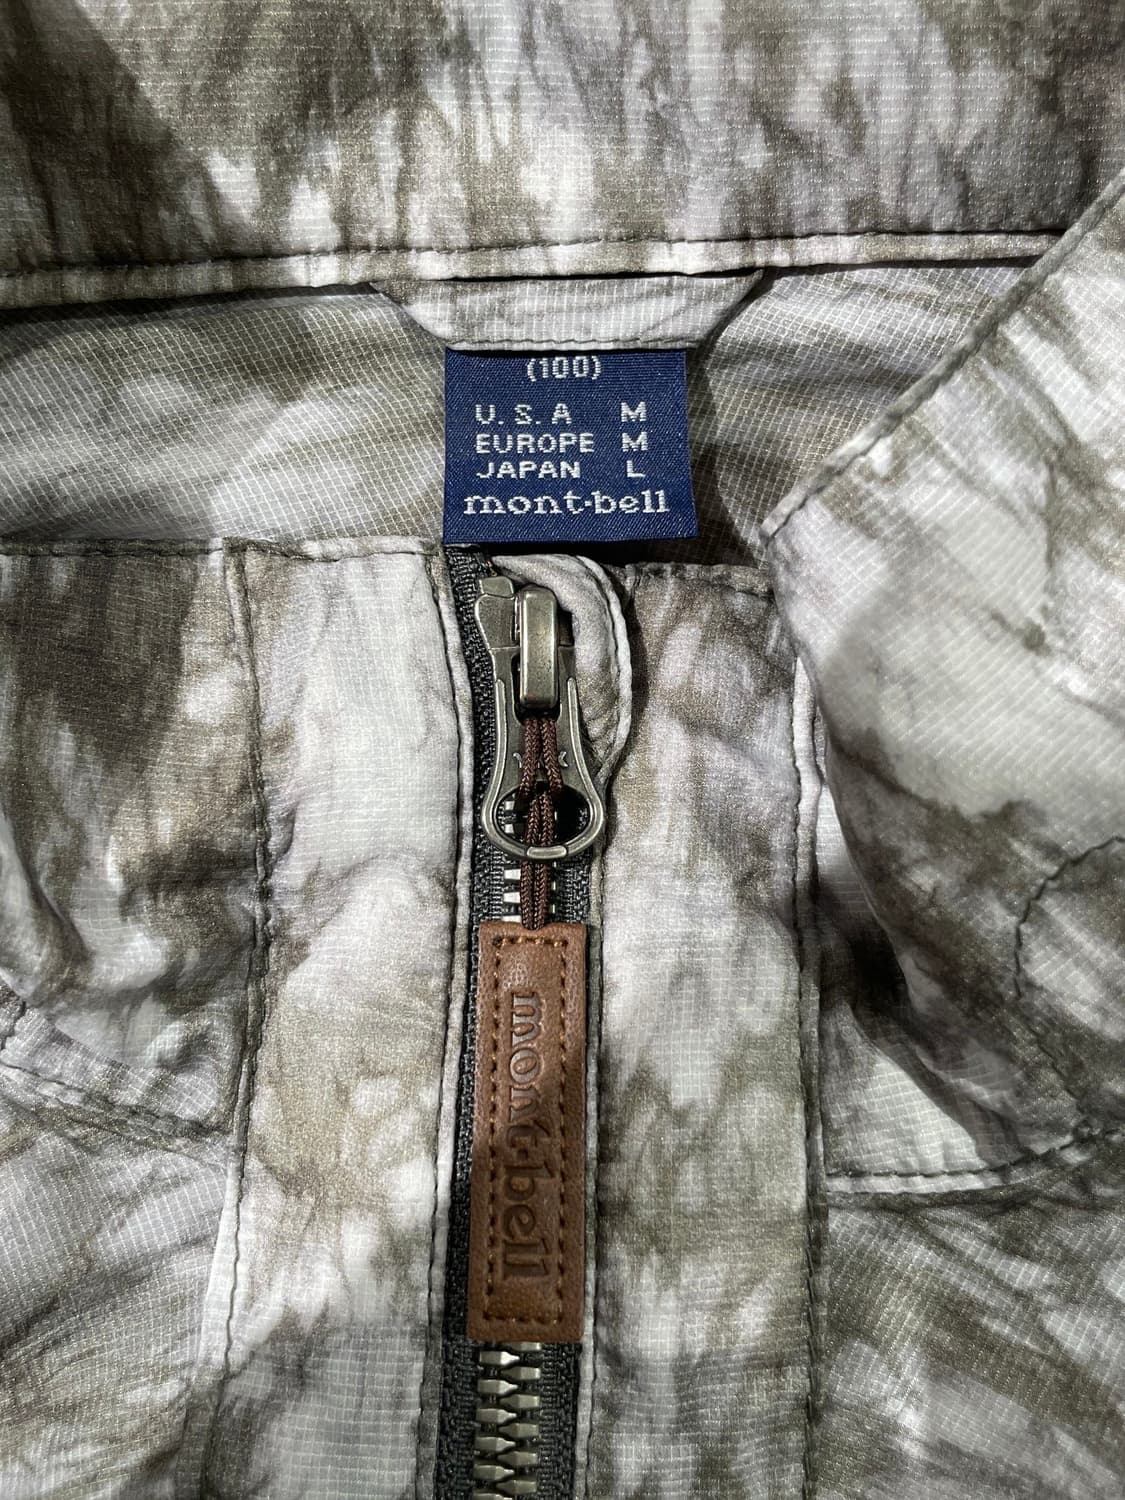 (100)
U.S.A M
EUROPE M
JAPAN L
mont·bell
mont·bell